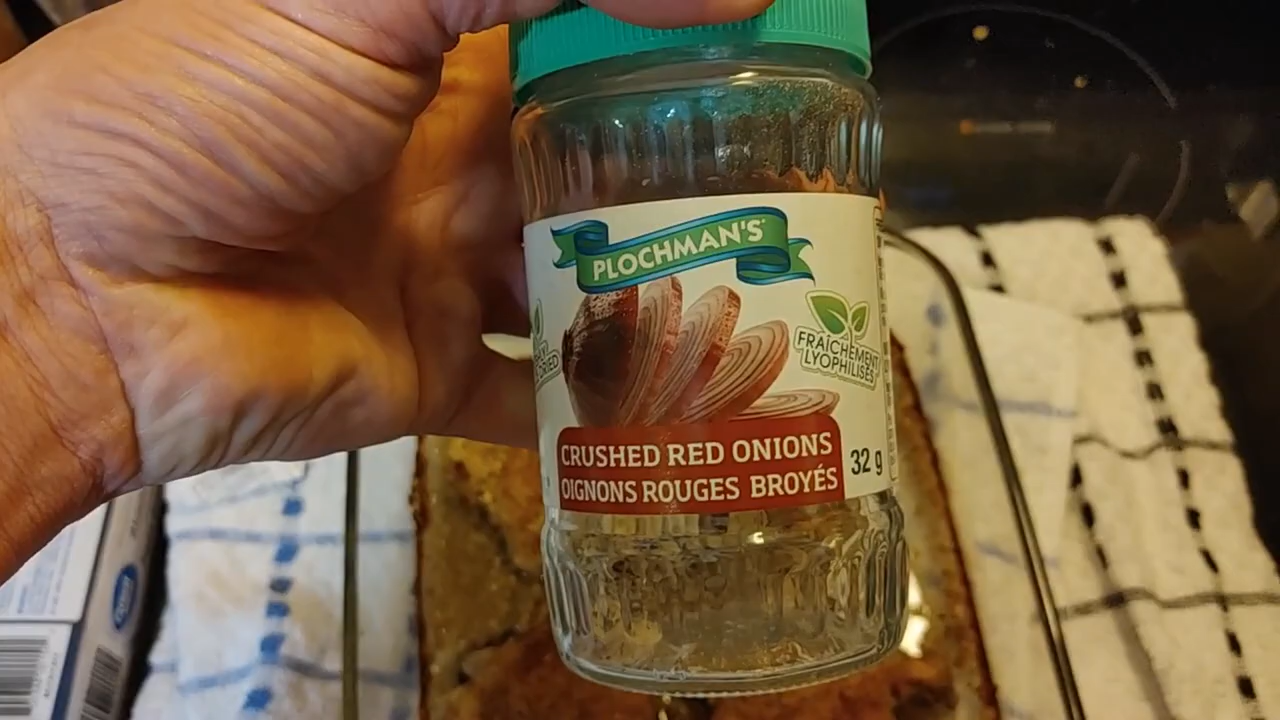 PLOCHMAN'S
FRAÎCHEMENT
LYOPHILISÉS
CRUSHED RED ONIONS
OIGNONS ROUGES BROYÉS
32 g